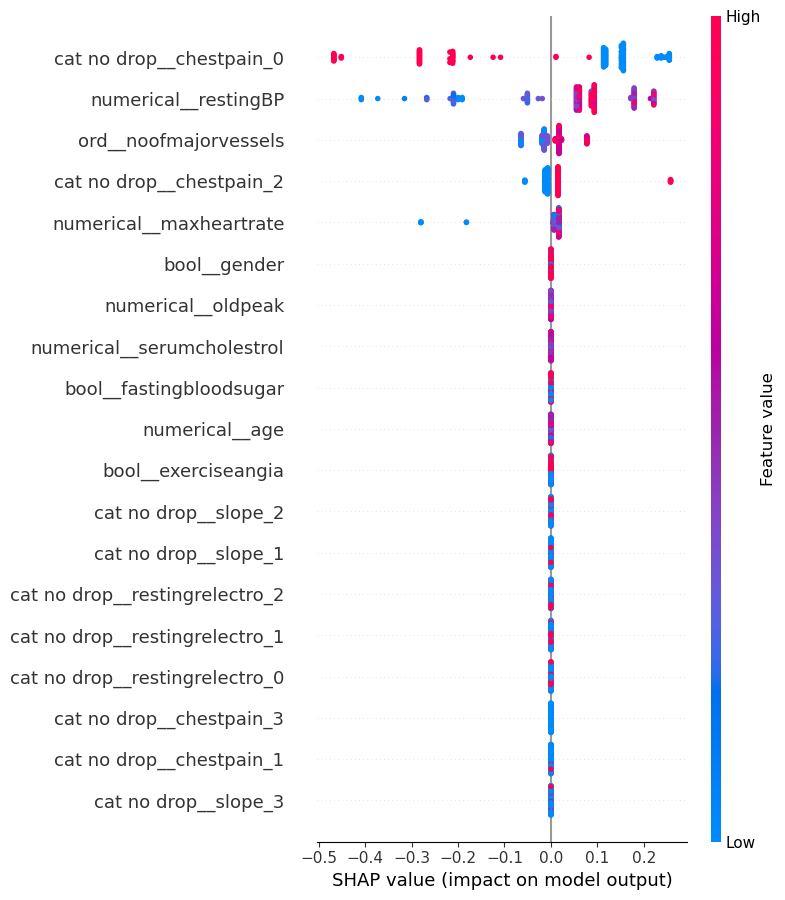 High
cat no drop__chestpain_0
numerical__restingBP
ord__noofmajorvessels
cat no drop__chestpain_2
numerical__maxheartrate
bool__gender
numerical__oldpeak
numerical__serumcholestrol
bool__fastingbloodsugar
numerical__age
bool__exerciseangia
cat no drop__slope_2
cat no drop__slope_1
cat no drop__restingrelectro_2
cat no drop__restingrelectro_1
cat no drop__restingrelectro_0
cat no drop__chestpain_3
cat no drop__chestpain_1
cat no drop__slope_3
Feature value
Low
−0.5 −0.4 −0.3 −0.2 −0.1 0.0 0.1 0.2
SHAP value (impact on model output)